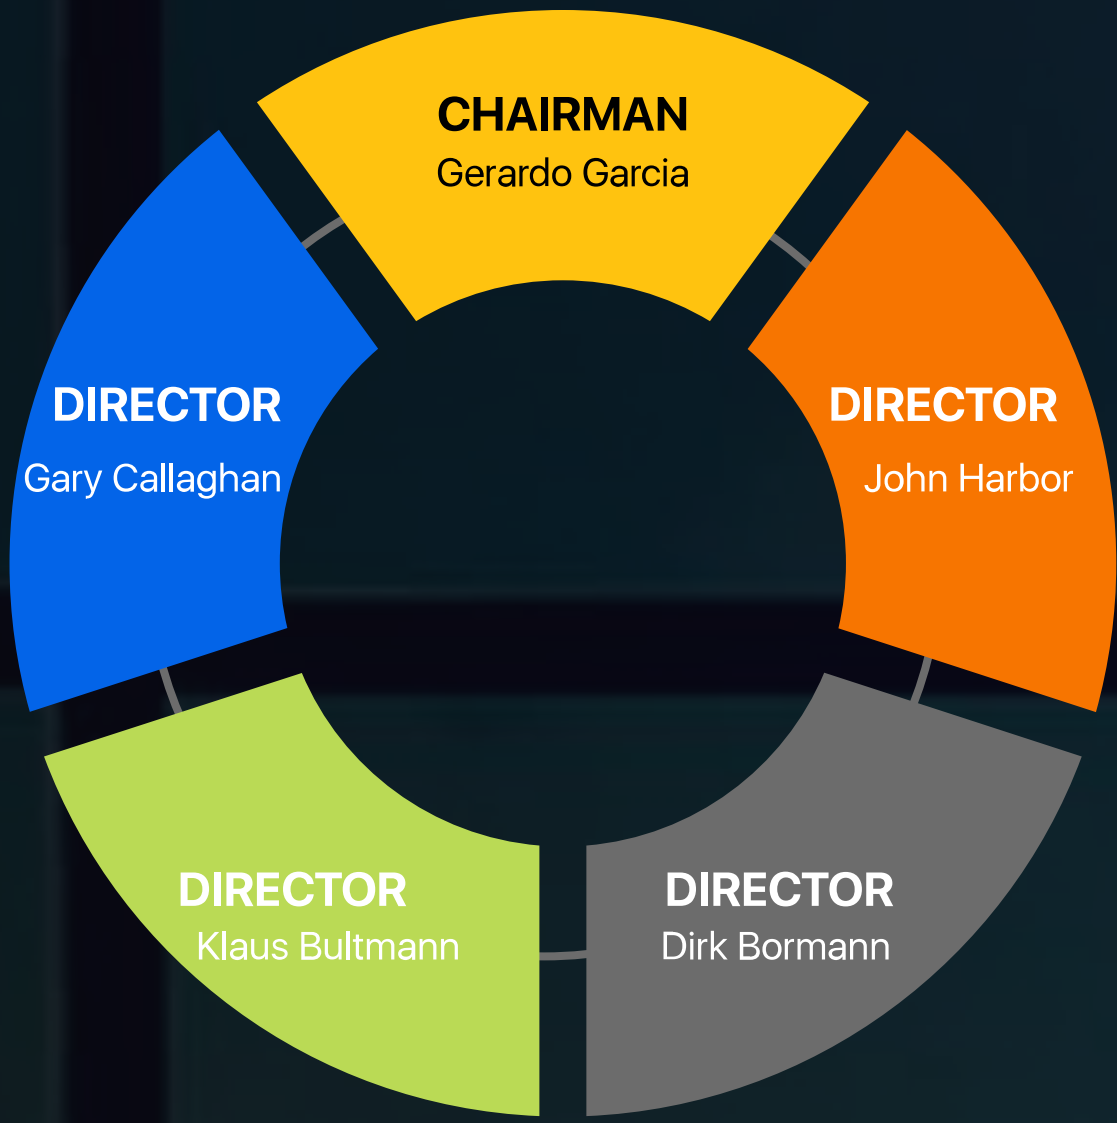 CHAIRMAN
Gerardo Garcia
DIRECTOR
Gary Callaghan
DIRECTOR
John Harbor
DIRECTOR
Klaus Bultmann
DIRECTOR
Dirk Bormann